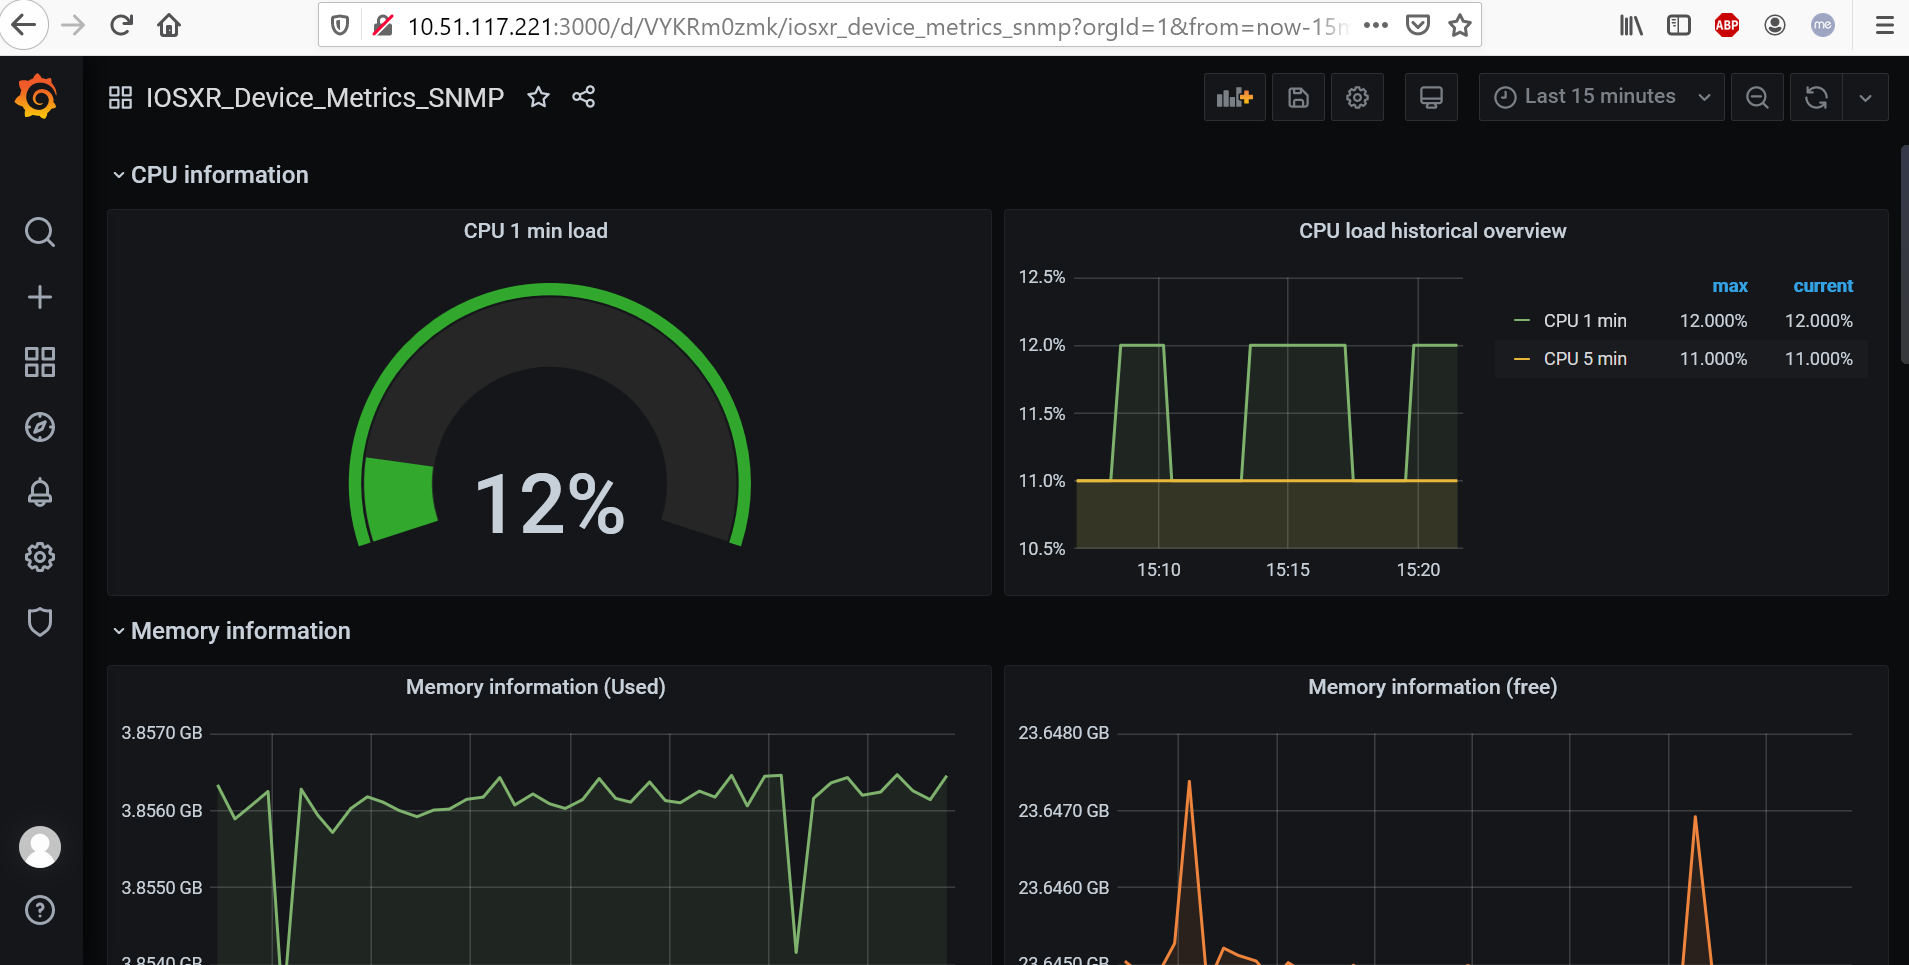 10.51.117.221:3000/d/VYKRm0zmk/iosxr_device_metrics_snmp?orgId=1&from=now-15m
ABP
me
IOSXR_Device_Metrics_SNMP
Last 15 minutes
CPU information
CPU 1 min load
12%
CPU load historical overview
12.5%
12.0%
11.5%
11.0%
10.5%
15:10 15:15 15:20
max current
CPU 1 min 12.000% 12.000%
CPU 5 min 11.000% 11.000%
Memory information
Memory information (Used)
3.8570 GB
3.8560 GB
3.8550 GB
3.8540 GB
Memory information (free)
23.6480 GB
23.6470 GB
23.6460 GB
23.6450 GB